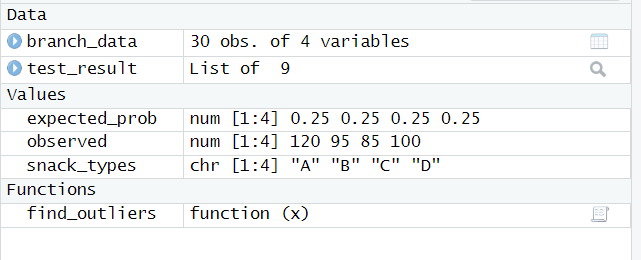 Data
branch_data 30 obs. of 4 variables
test_result List of  9
Values
expected_prob num [1:4] 0.25 0.25 0.25 0.25
observed num [1:4] 120 95 85 100
snack_types chr [1:4] "A" "B" "C" "D"
Functions
find_outliers function (x)